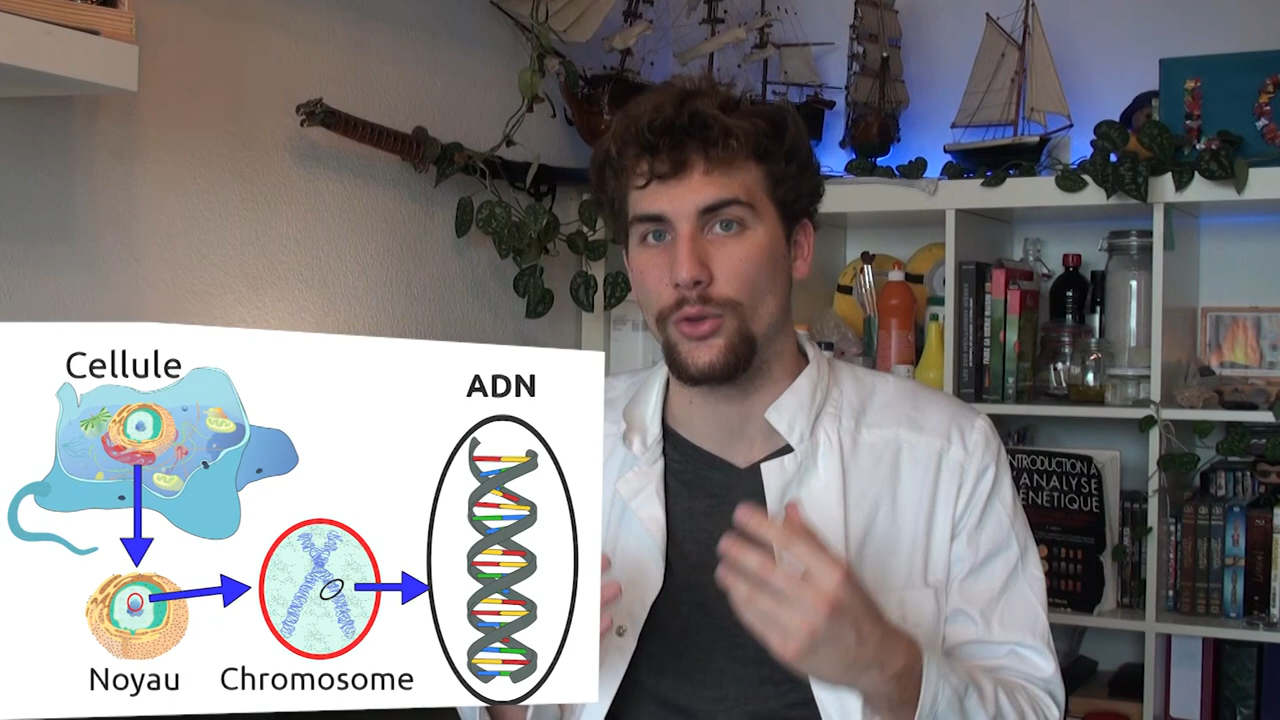 Cellule
ADN
Noyau
Chromosome
INTRODUCTION À
L'ANALYSE
GÉNÉTIQUE